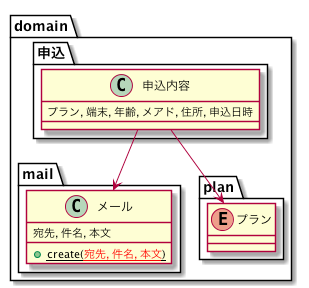 domain
申込
C 申込内容
プラン, 端末, 年齢, メアド, 住所, 申込日時
mail
C メール
宛先, 件名, 本文
create(宛先, 件名, 本文)
plan
E プラン